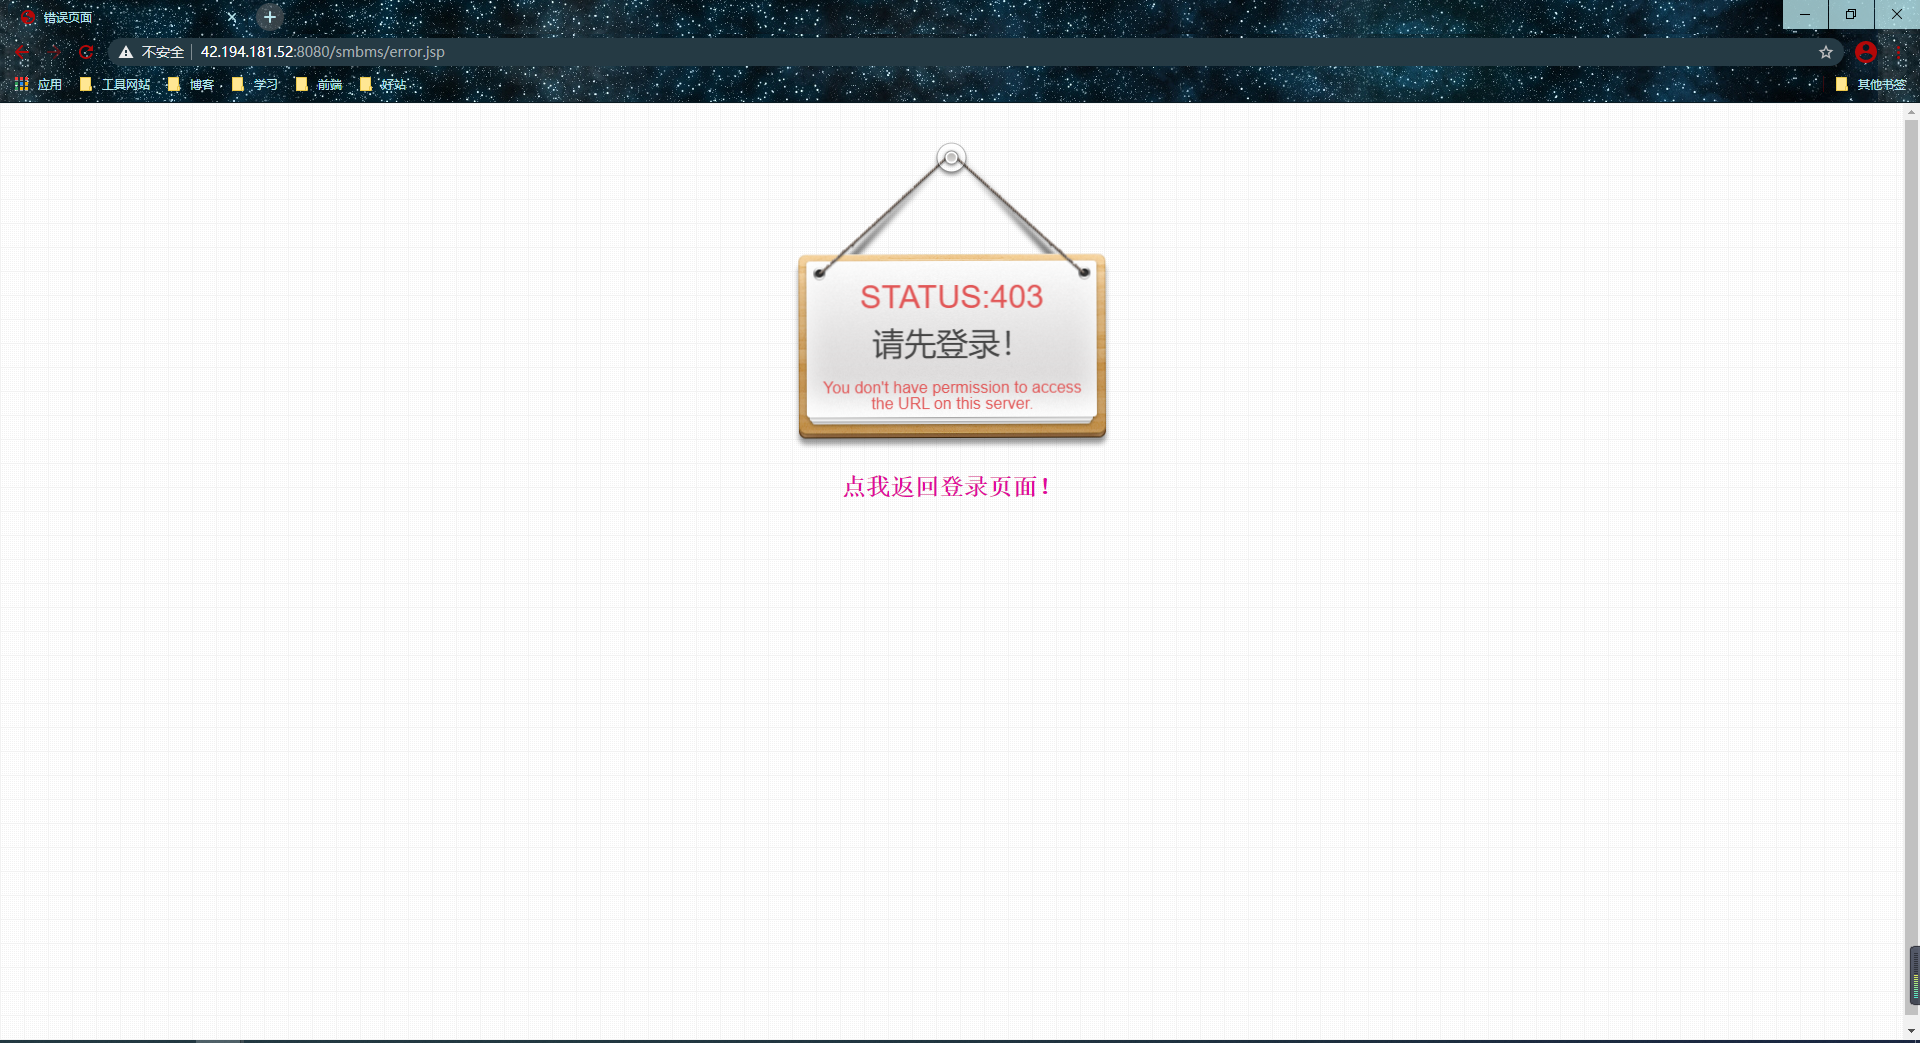 错误页面
不安全 | 42.194.181.52:8080/smbms/error.jsp
应用 工具网站 博客 学习 前端 好站 其他书签
STATUS:403
请先登录！
You don't have permission to access
the URL on this server.
点我返回登录页面！